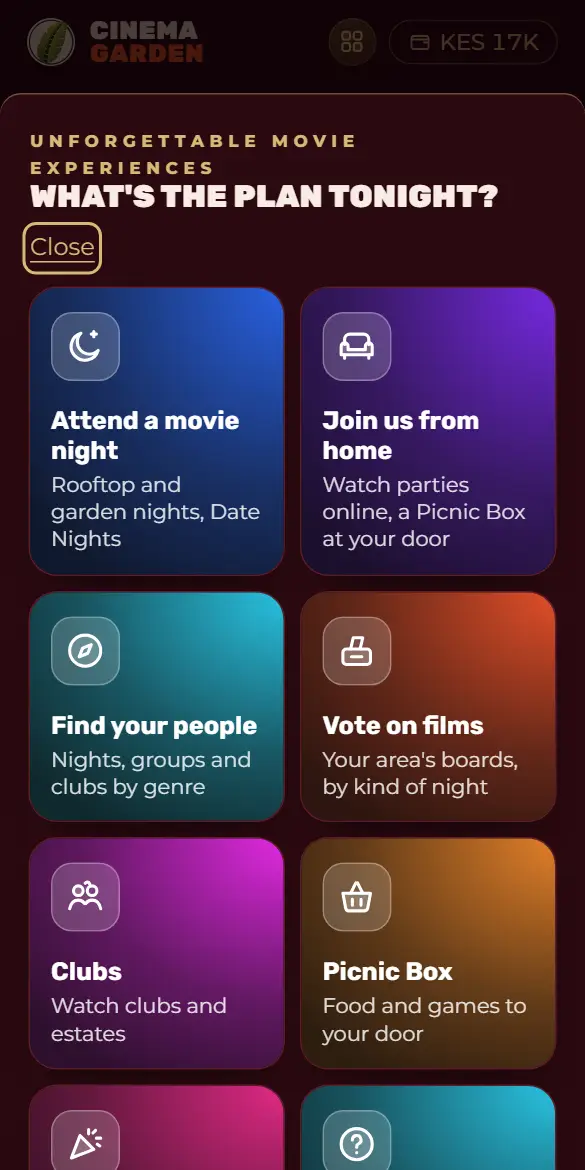 CINEMA
GARDEN
KES 17K
UNFORGETTABLE MOVIE
EXPERIENCES
WHAT'S THE PLAN TONIGHT?
Close
Attend a movie
night
Rooftop and
garden nights, Date
Nights
Join us from
home
Watch parties
online, a Picnic Box
at your door
Find your people
Nights, groups and
clubs by genre
Vote on films
Your area's boards,
by kind of night
Clubs
Watch clubs and
estates
Picnic Box
Food and games to
your door